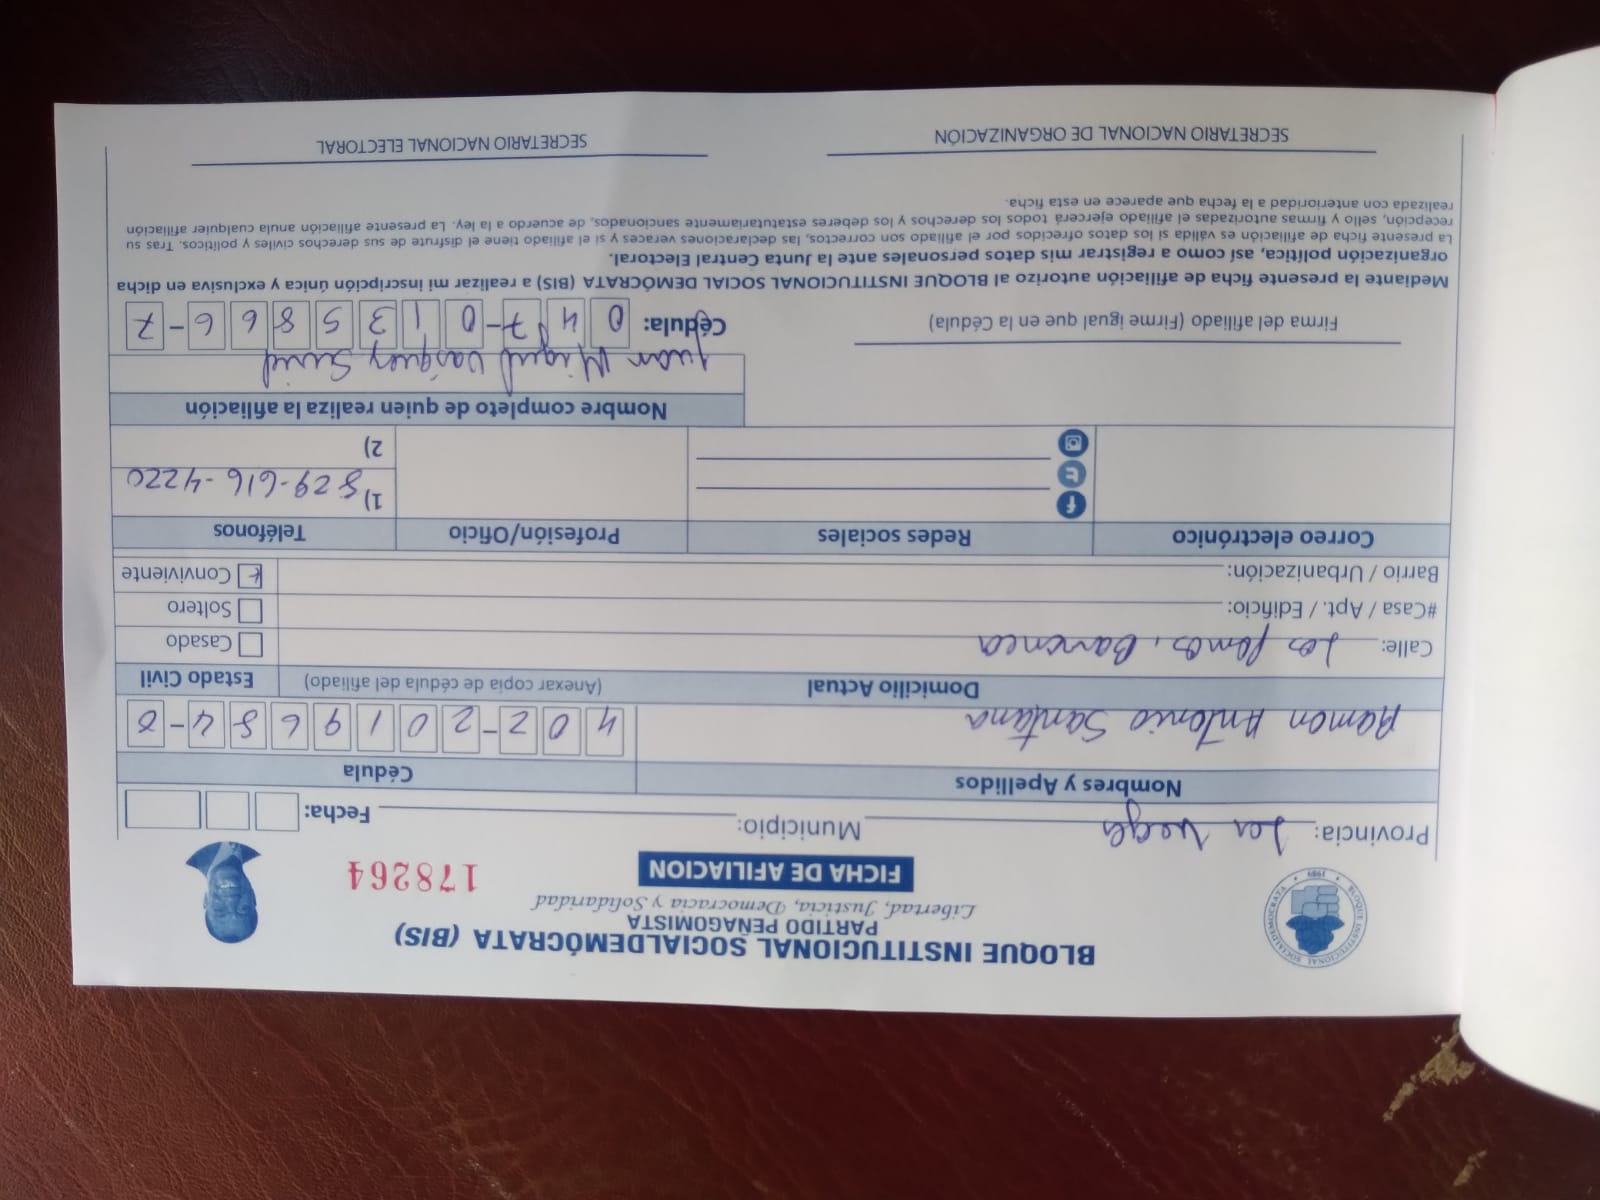 BLOQUE INSTITUCIONAL SOCIALDEMÓCRATA (BIS)
PARTIDO PEÑAGOMISTA
Libertad, Justicia, Democracia y Solidaridad
FICHA DE AFILIACION
178264
BLOQUE INSTITUCIONAL SOCIALDEMOCRATA
1989
Provincia: La Vega Municipio: Fecha:
Nombres y Apellidos Cédula
Ramon Antonio Santana 402-2019684-8
Domicilio Actual (Anexar copia de cédula del afiliado) Estado Civil
Calle: Barranca Casado
#Casa / Apt. / Edificio: Soltero
Barrio / Urbanización: Conviviente
Correo electrónico Redes sociales Profesión/Oficio Teléfonos
1) 829-616-4220
2)
Nombre completo de quien realiza la afiliación
Juan Miguel Vasquez
Firma del afiliado (Firme igual que en la Cédula) Cédula: 047-0135866-7
Mediante la presente ficha de afiliación autorizo al BLOQUE INSTITUCIONAL SOCIAL DEMÓCRATA (BIS) a realizar mi inscripción única y exclusiva en dicha
organización política, así como a registrar mis datos personales ante la Junta Central Electoral.
La presente ficha de afiliación es válida si los datos ofrecidos por el afiliado son correctos, las declaraciones veraces y si el afiliado tiene el disfrute de sus derechos civiles y políticos. Tras su
recepción, sello y firmas autorizadas el afiliado ejercerá todos los derechos y los deberes estatutariamente sancionados, de acuerdo a la ley. La presente afiliación anula cualquier afiliación
realizada con anterioridad a la fecha que aparece en esta ficha.
SECRETARIO NACIONAL DE ORGANIZACIÓN SECRETARIO NACIONAL ELECTORAL